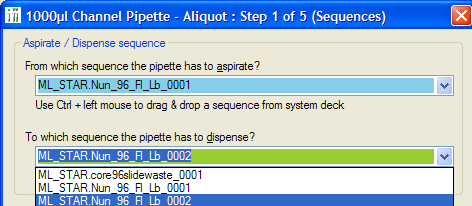 1000µl Channel Pipette - Aliquot : Step 1 of 5 (Sequences)
Aspirate / Dispense sequence
From which sequence the pipette has to aspirate?
ML_STAR.Nun_96_Fl_Lb_0001
Use Ctrl + left mouse to drag & drop a sequence from system deck
To which sequence the pipette has to dispense?
ML_STAR.Nun_96_Fl_Lb_0002
ML_STAR.core96slidewaste_0001
ML_STAR.Nun_96_Fl_Lb_0001
ML_STAR.Nun_96_Fl_Lb_0002